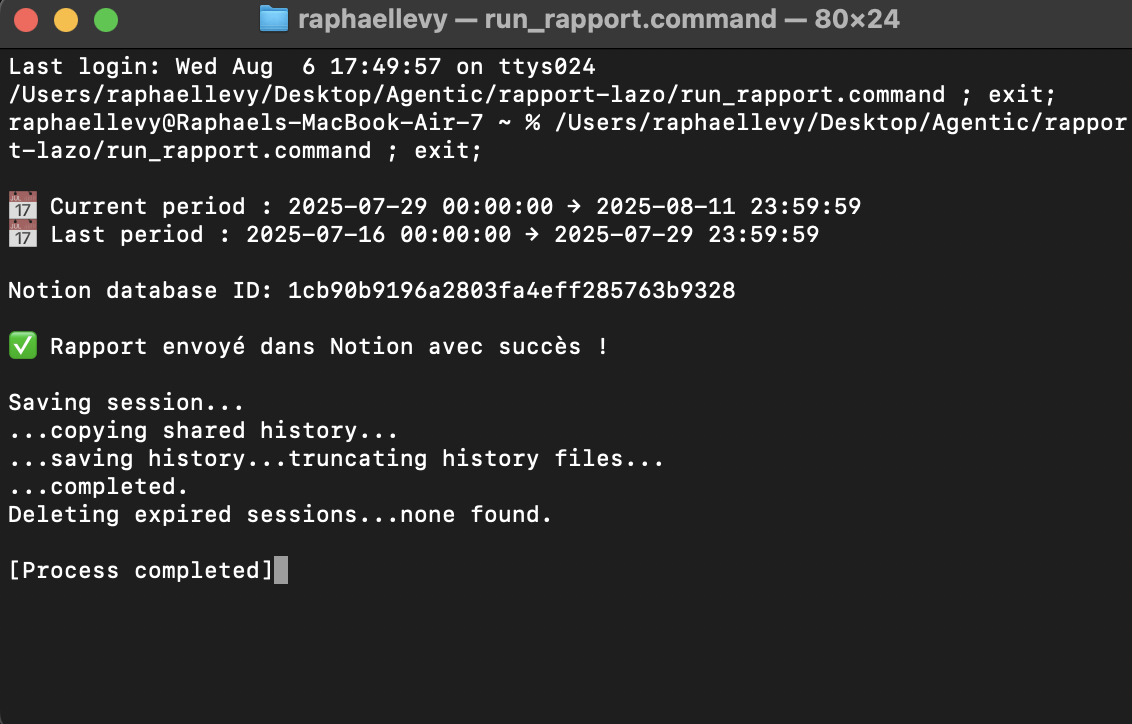 raphaellevy — run_rapport.command — 80×24
Last login: Wed Aug  6 17:49:57 on ttys024
/Users/raphaellevy/Desktop/Agentic/rapport-lazo/run_rapport.command ; exit;
raphaellevy@Raphaels-MacBook-Air-7 ~ % /Users/raphaellevy/Desktop/Agentic/rappor
t-lazo/run_rapport.command ; exit;
📅 Current period : 2025-07-29 00:00:00 → 2025-08-11 23:59:59
📅 Last period : 2025-07-16 00:00:00 → 2025-07-29 23:59:59
Notion database ID: 1cb90b9196a2803fa4eff285763b9328
✅ Rapport envoyé dans Notion avec succès !
Saving session...
...copying shared history...
...saving history...truncating history files...
...completed.
Deleting expired sessions...none found.
[Process completed]